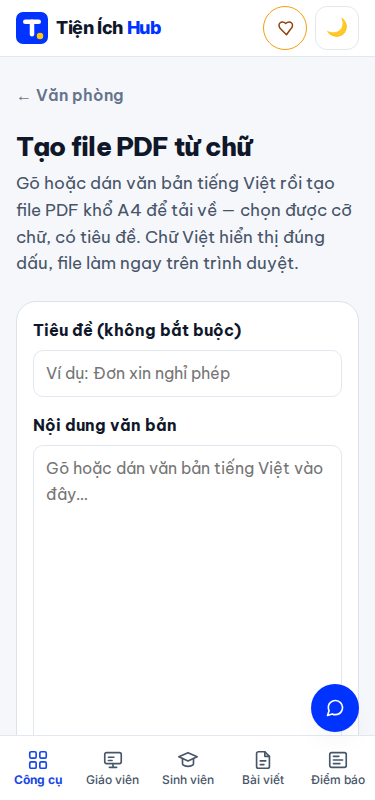 Tiện Ích Hub
← Văn phòng
Tạo file PDF từ chữ
Gõ hoặc dán văn bản tiếng Việt rồi tạo
file PDF khổ A4 để tải về — chọn được cỡ
chữ, có tiêu đề. Chữ Việt hiển thị đúng
dấu, file làm ngay trên trình duyệt.
Tiêu đề (không bắt buộc)
Ví dụ: Đơn xin nghỉ phép
Nội dung văn bản
Gõ hoặc dán văn bản tiếng Việt vào
đây...
Công cụ
Giáo viên
Sinh viên
Bài viết
Điểm báo